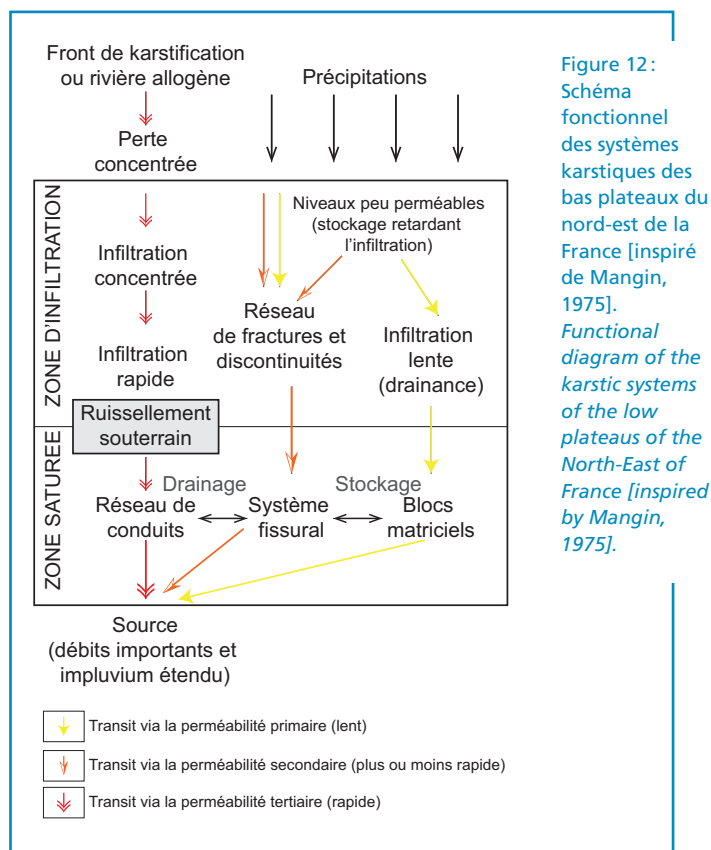 Front de karstification
ou rivière allogène
Précipitations
Perte
concentrée
ZONE D'INFILTRATION
Niveaux peu perméables
(stockage retardant
l'infiltration)
Infiltration
concentrée
Réseau
de fractures et
discontinuités
Infiltration
lente
(drainance)
Infiltration
rapide
Ruissellement
souterrain
ZONE SATUREE
Drainage
Stockage
Réseau de
conduits
Système
fissural
Blocs
matriciels
Source
(débits importants et
impluvium étendu)
Transit via la perméabilité primaire (lent)
Transit via la perméabilité secondaire (plus ou moins rapide)
Transit via la perméabilité tertiaire (rapide)
Figure 12 :
Schéma
fonctionnel
des systèmes
karstiques des
bas plateaux du
nord-est de la
France [inspiré
de Mangin,
1975].
Functional
diagram of the
karstic systems
of the low
plateaus of the
North-East of
France [inspired
by Mangin,
1975].